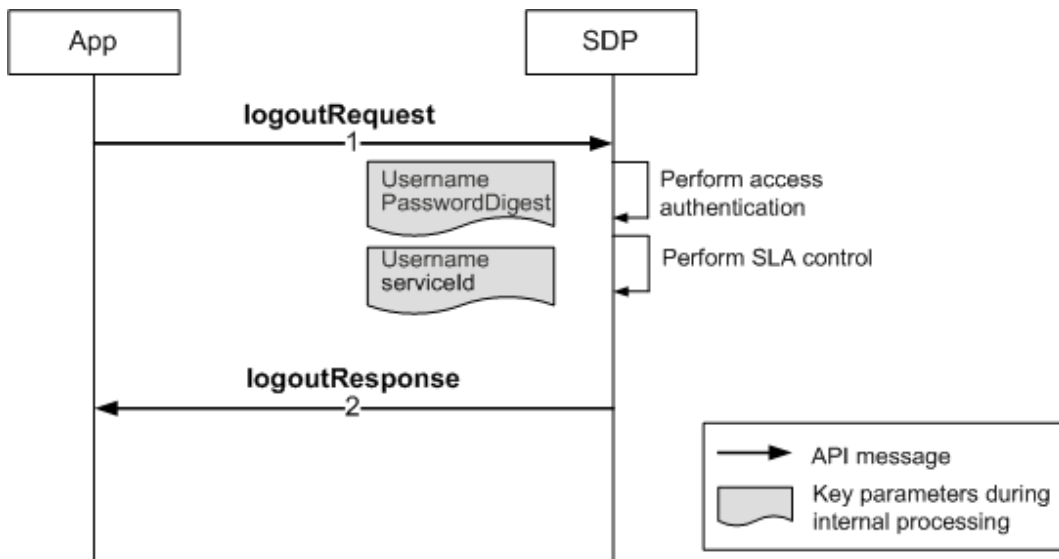 App
SDP
logoutRequest
1
Username
PasswordDigest
Perform access
authentication
Username
serviceId
Perform SLA control
logoutResponse
2
API message
Key parameters during
internal processing